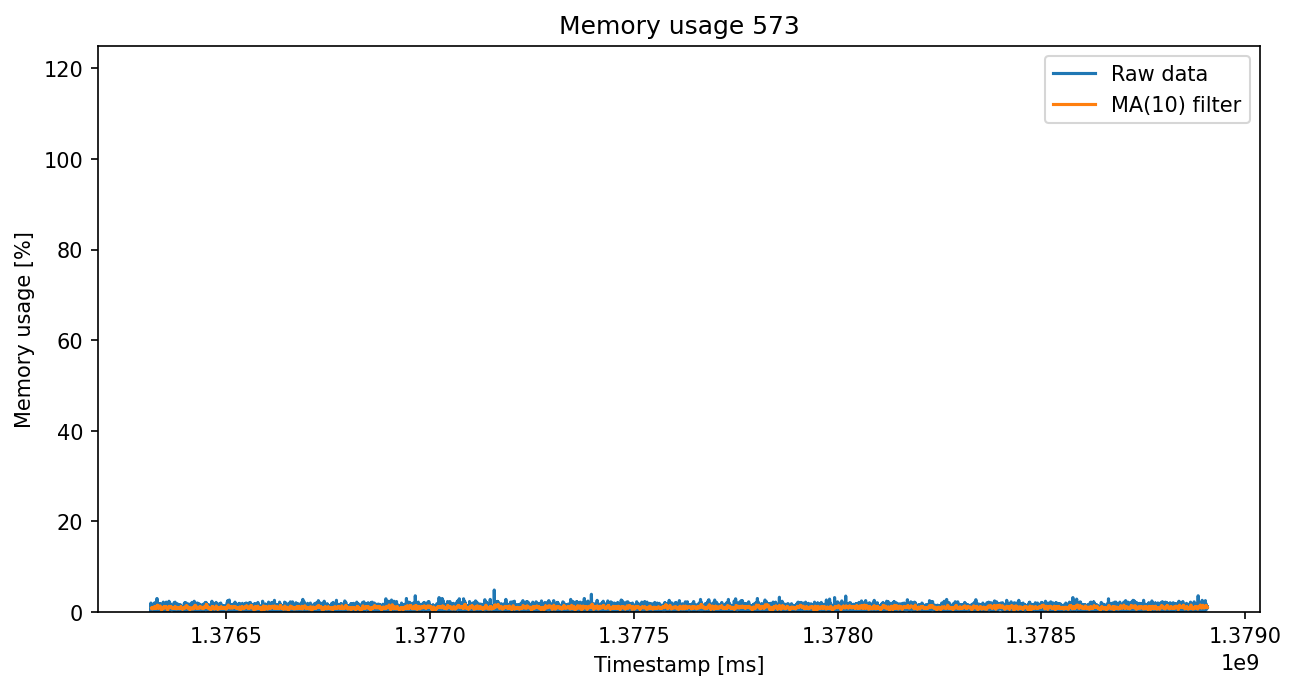 Memory usage 573
Raw data
MA(10) filter
Memory usage [%]
120
100
80
60
40
20
0
1.3765 1.3770 1.3775 1.3780 1.3785 1.3790
Timestamp [ms]
1e9